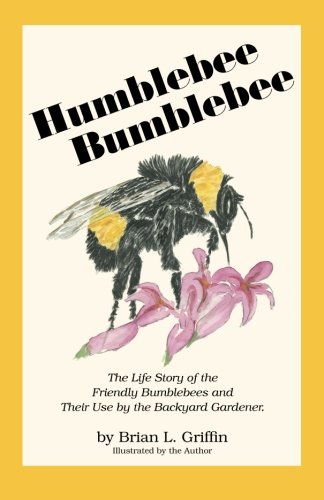 Humblebee
Bumblebee
The Life Story of the
Friendly Bumblebees and
Their Use by the Backyard Gardener.
by Brian L. Griffin
Illustrated by the Author